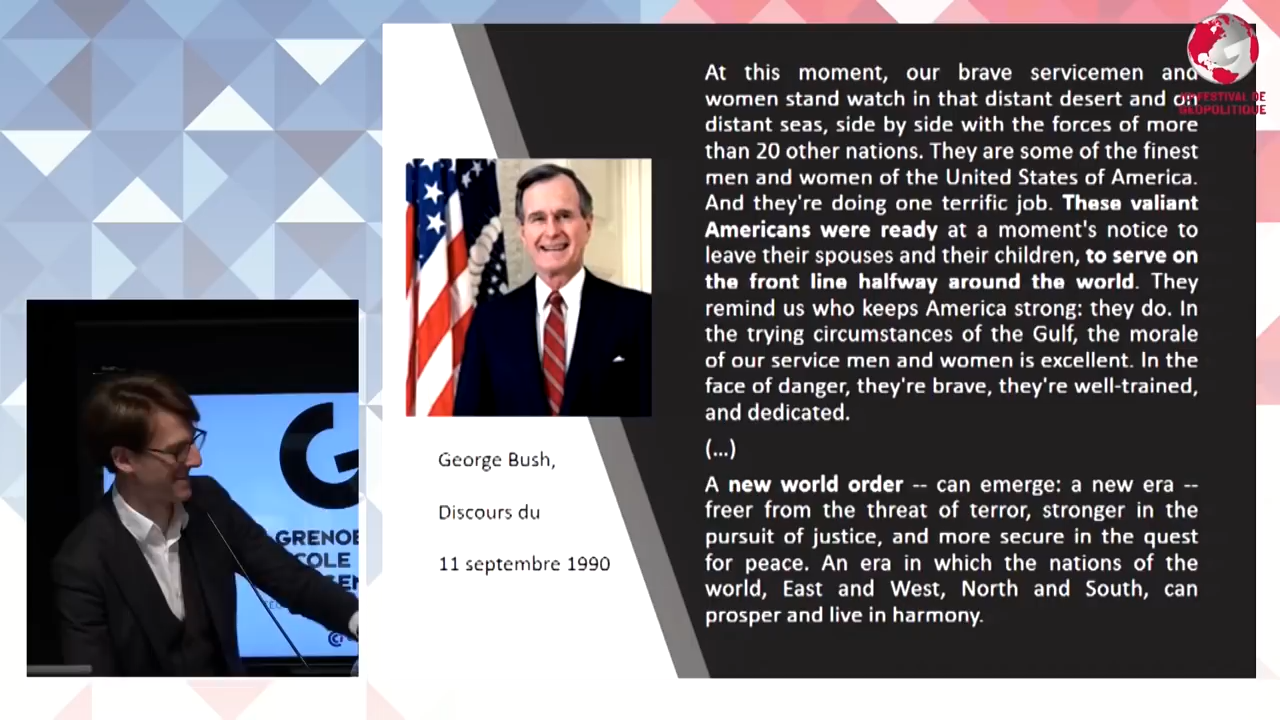 At this moment, our brave servicemen and
women stand watch in that distant desert and on
distant seas, side by side with the forces of more
than 20 other nations. They are some of the finest
men and women of the United States of America.
And they're doing one terrific job. These valiant
Americans were ready at a moment's notice to
leave their spouses and their children, to serve on
the front line halfway around the world. They
remind us who keeps America strong: they do. In
the trying circumstances of the Gulf, the morale
of our service men and women is excellent. In the
face of danger, they're brave, they're well-trained,
and dedicated.
(...)
A new world order -- can emerge: a new era --
freer from the threat of terror, stronger in the
pursuit of justice, and more secure in the quest
for peace. An era in which the nations of the
world, East and West, North and South, can
prosper and live in harmony.
George Bush,
Discours du
11 septembre 1990
FESTIVAL DE
GÉOPOLITIQUE
G
GRENOB
COLE